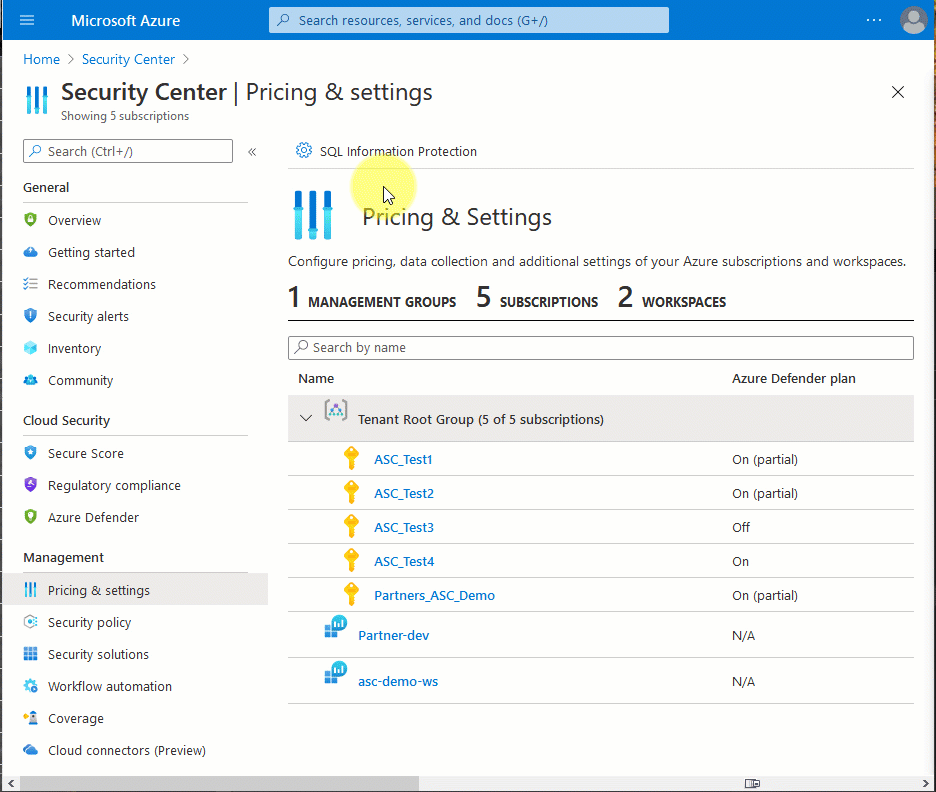 Microsoft Azure
Search resources, services, and docs (G+/)
Home > Security Center >
Security Center | Pricing & settings
Showing 5 subscriptions
Search (Ctrl+/)
«
General
Overview
Getting started
Recommendations
Security alerts
Inventory
Community
Cloud Security
Secure Score
Regulatory compliance
Azure Defender
Management
Pricing & settings
Security policy
Security solutions
Workflow automation
Coverage
Cloud connectors (Preview)
SQL Information Protection
Pricing & Settings
Configure pricing, data collection and additional settings of your Azure subscriptions and workspaces.
1 MANAGEMENT GROUPS 5 SUBSCRIPTIONS 2 WORKSPACES
Search by name
Name Azure Defender plan
Tenant Root Group (5 of 5 subscriptions)
ASC_Test1 On (partial)
ASC_Test2 On (partial)
ASC_Test3 Off
ASC_Test4 On
Partners_ASC_Demo On (partial)
Partner-dev N/A
asc-demo-ws N/A